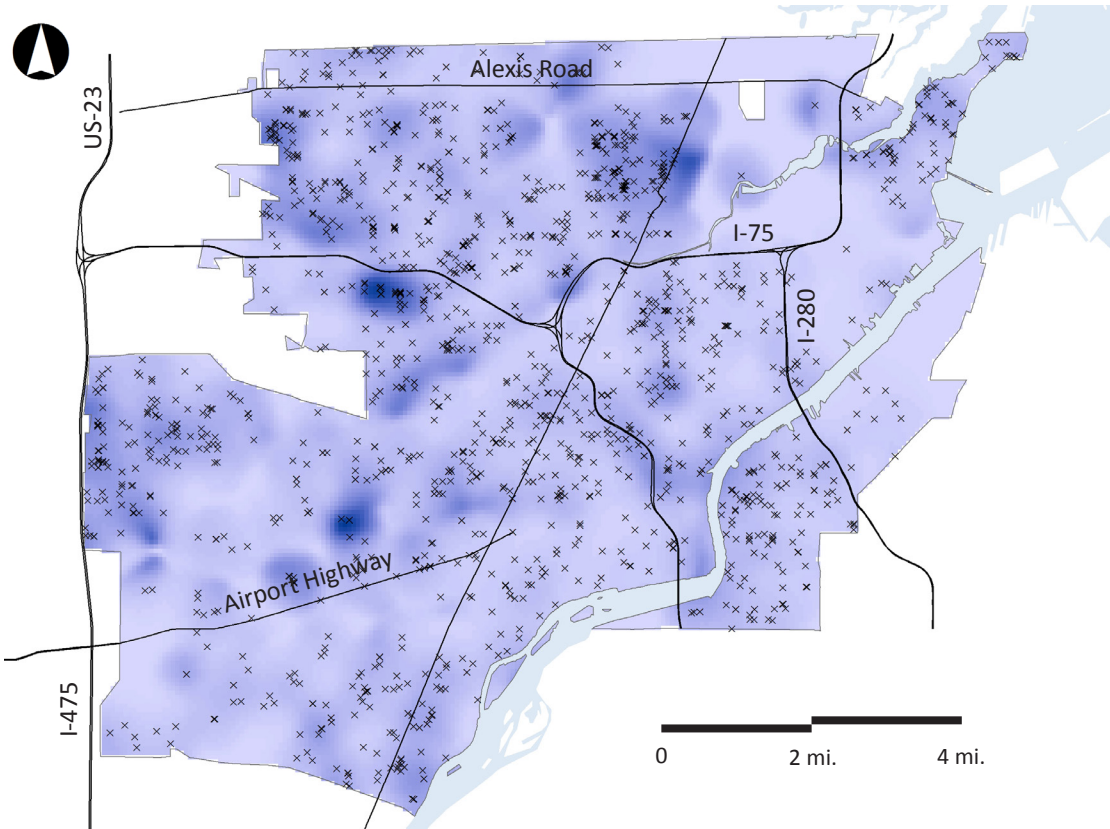 Alexis Road
US-23
I-75
I-280
Airport Highway
I-475
0 2 mi. 4 mi.